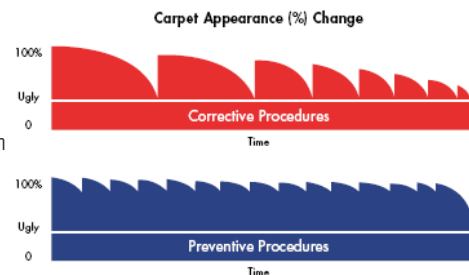 Carpet Appearance (%) Change
100%
Ugly
Corrective Procedures
0
Time
100%
Ugly
Preventive Procedures
0
Time